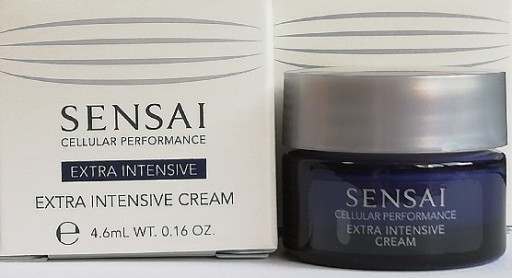 SENSAI
CELLULAR PERFORMANCE
EXTRA INTENSIVE
EXTRA INTENSIVE CREAM
℮ 4.6mL WT. 0.16 OZ.
SENSAI
CELLULAR PERFORMANCE
EXTRA INTENSIVE
CREAM